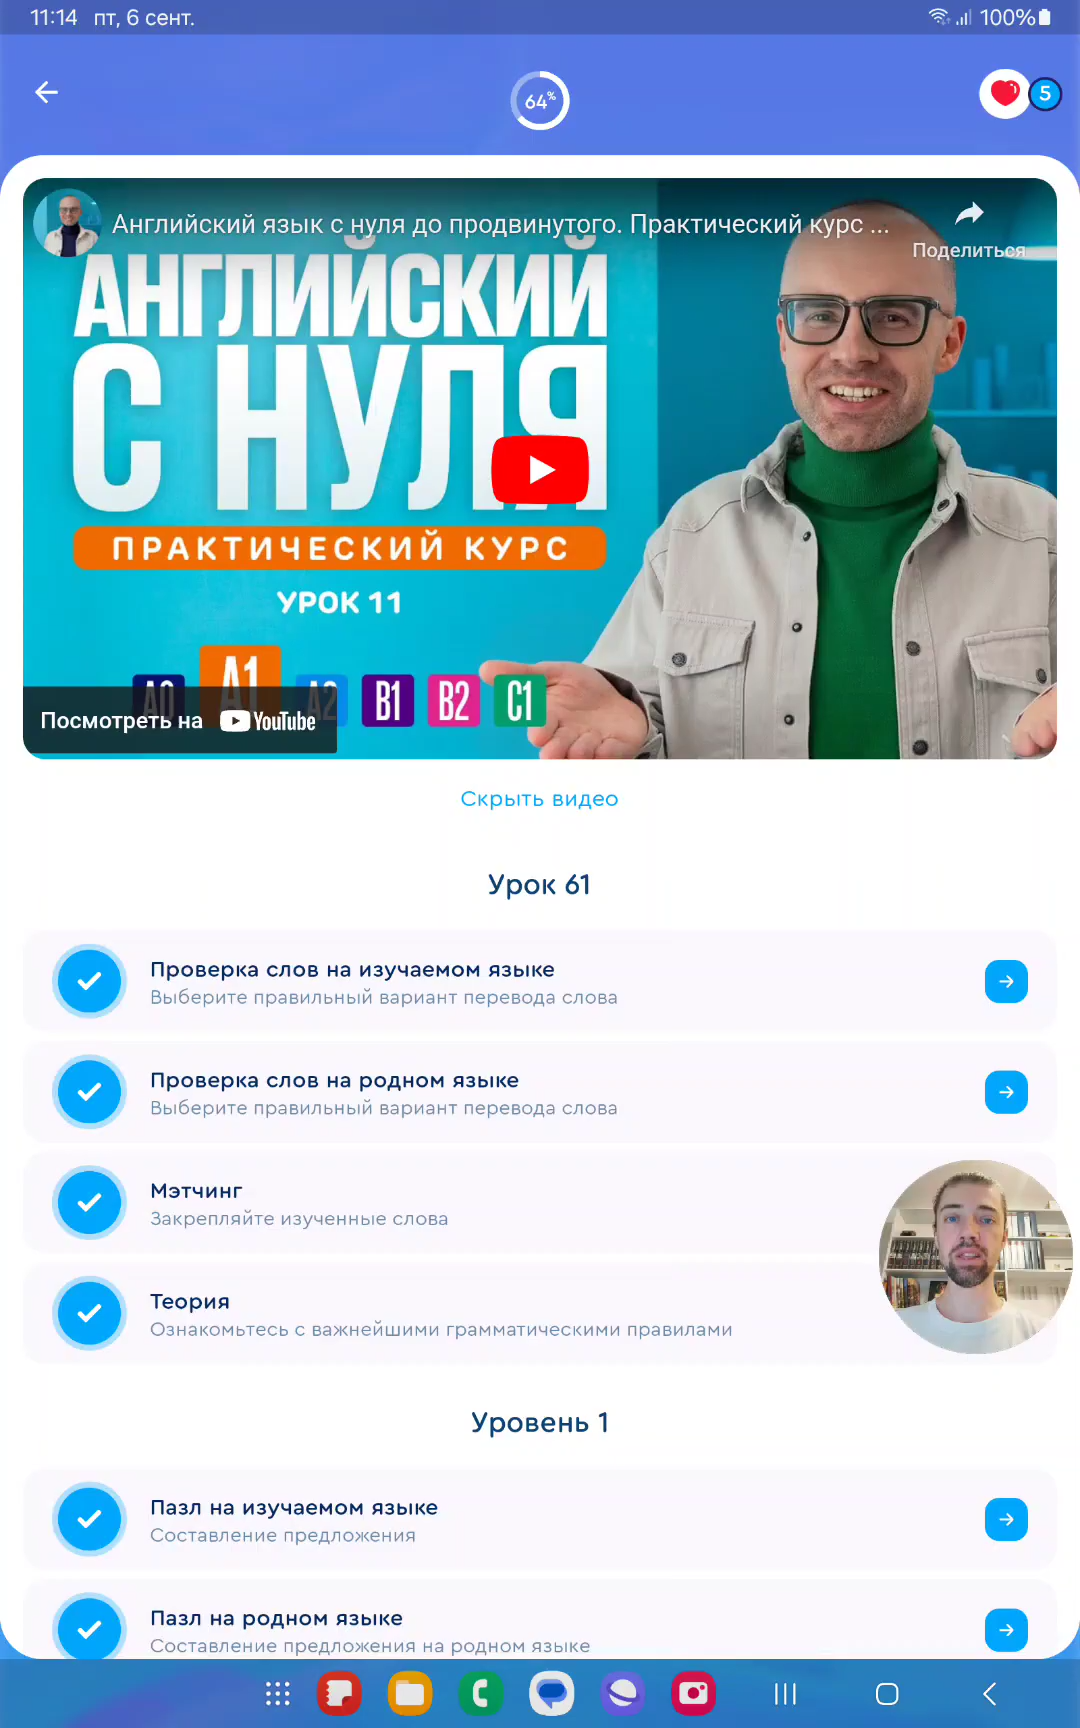 11:14 пт, 6 сент.
100%
64%
5
Английский язык с нуля до продвинутого. Практический курс ...
Поделиться
АНГЛИЙСКИЙ
С НУЛЯ
ПРАКТИЧЕСКИЙ КУРС
УРОК 11
A0 A1 A2 B1 B2 C1
Посмотреть на YouTube
Скрыть видео
Урок 61
Проверка слов на изучаемом языке
Выберите правильный вариант перевода слова
Проверка слов на родном языке
Выберите правильный вариант перевода слова
Мэтчинг
Закрепляйте изученные слова
Теория
Ознакомьтесь с важнейшими грамматическими правилами
Уровень 1
Пазл на изучаемом языке
Составление предложения
Пазл на родном языке
Составление предложения на родном языке